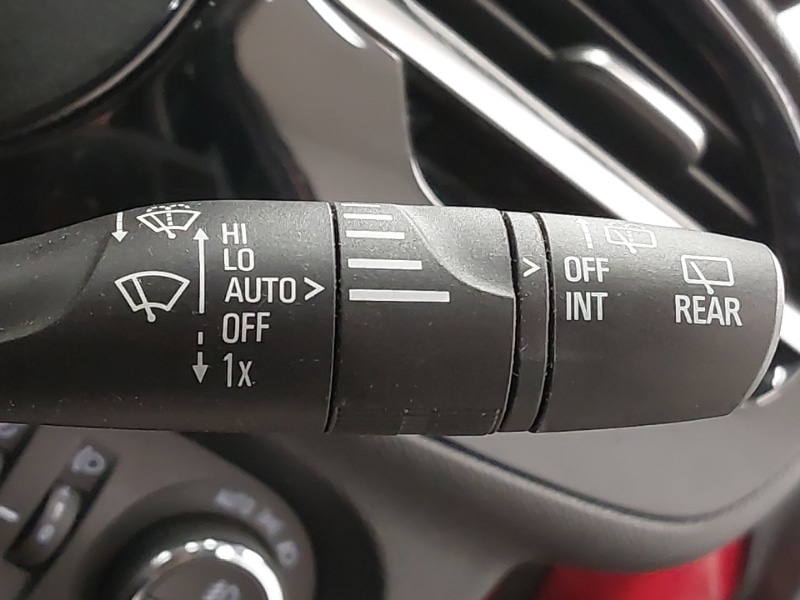 HI
LO
AUTO >
OFF
1x
>
OFF
INT
REAR